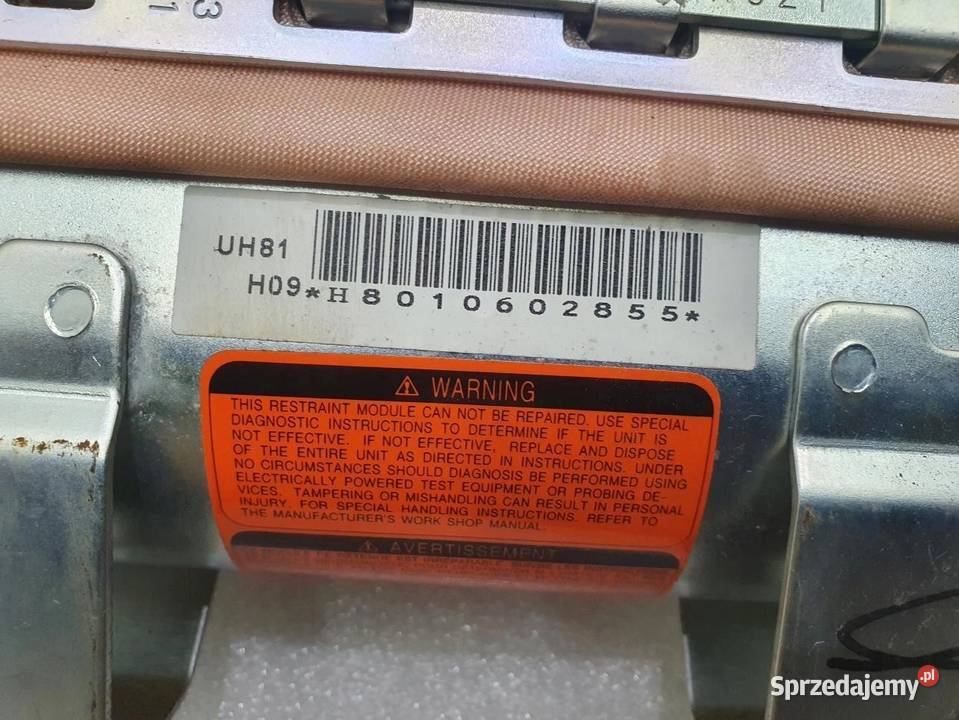 3
1
UH81
H09*H8010602855*
⚠ WARNING
THIS RESTRAINT MODULE CAN NOT BE REPAIRED. USE SPECIAL
DIAGNOSTIC INSTRUCTIONS TO DETERMINE IF THE UNIT IS
NOT EFFECTIVE. IF NOT EFFECTIVE, REPLACE AND DISPOSE
OF THE ENTIRE UNIT AS DIRECTED IN INSTRUCTIONS. UNDER
NO CIRCUMSTANCES SHOULD DIAGNOSIS BE PERFORMED USING
ELECTRICALLY POWERED TEST EQUIPMENT OR PROBING DE-
VICES. TAMPERING OR MISHANDLING CAN RESULT IN PERSONAL
INJURY. FOR SPECIAL HANDLING INSTRUCTIONS. REFER TO
THE MANUFACTURER'S WORK SHOP MANUAL.
⚠ AVERTISSEMENT
Sprzedajemy.pl